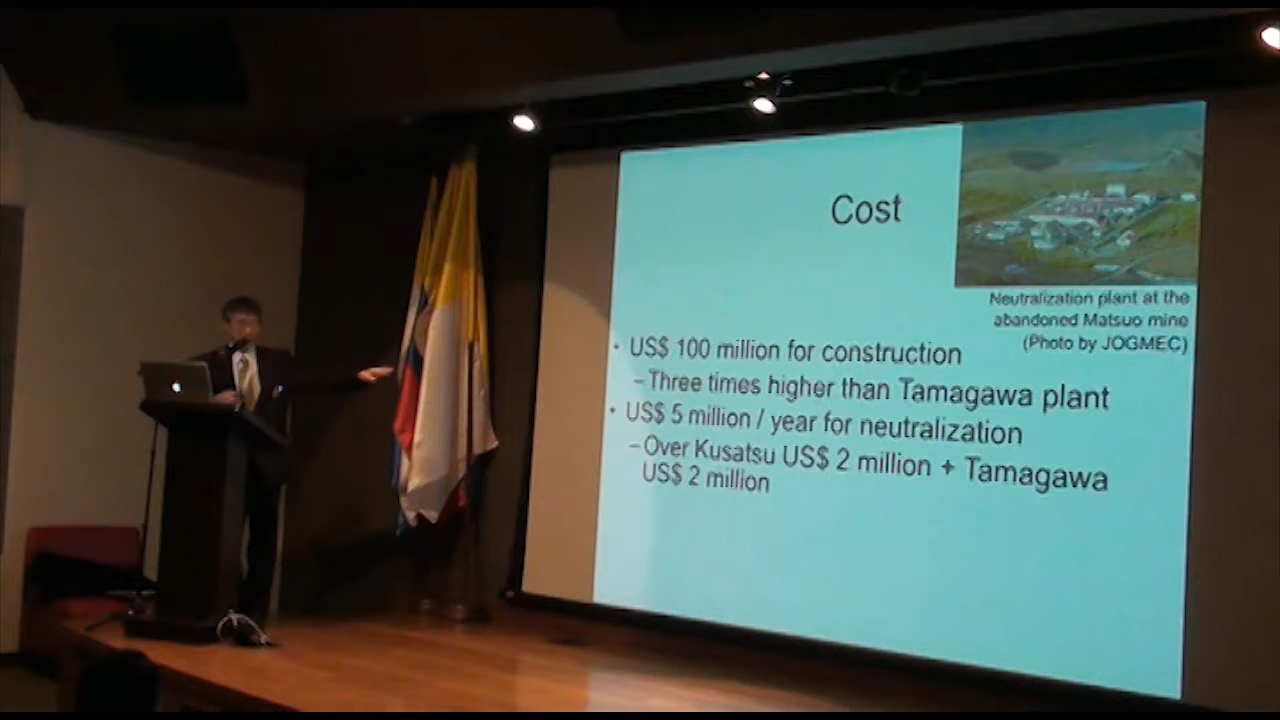 Cost
Neutralization plant at the
abandoned Matsuo mine
(Photo by JOGMEC)
• US$ 100 million for construction
–Three times higher than Tamagawa plant
• US$ 5 million / year for neutralization
–Over Kusatsu US$ 2 million + Tamagawa
US$ 2 million